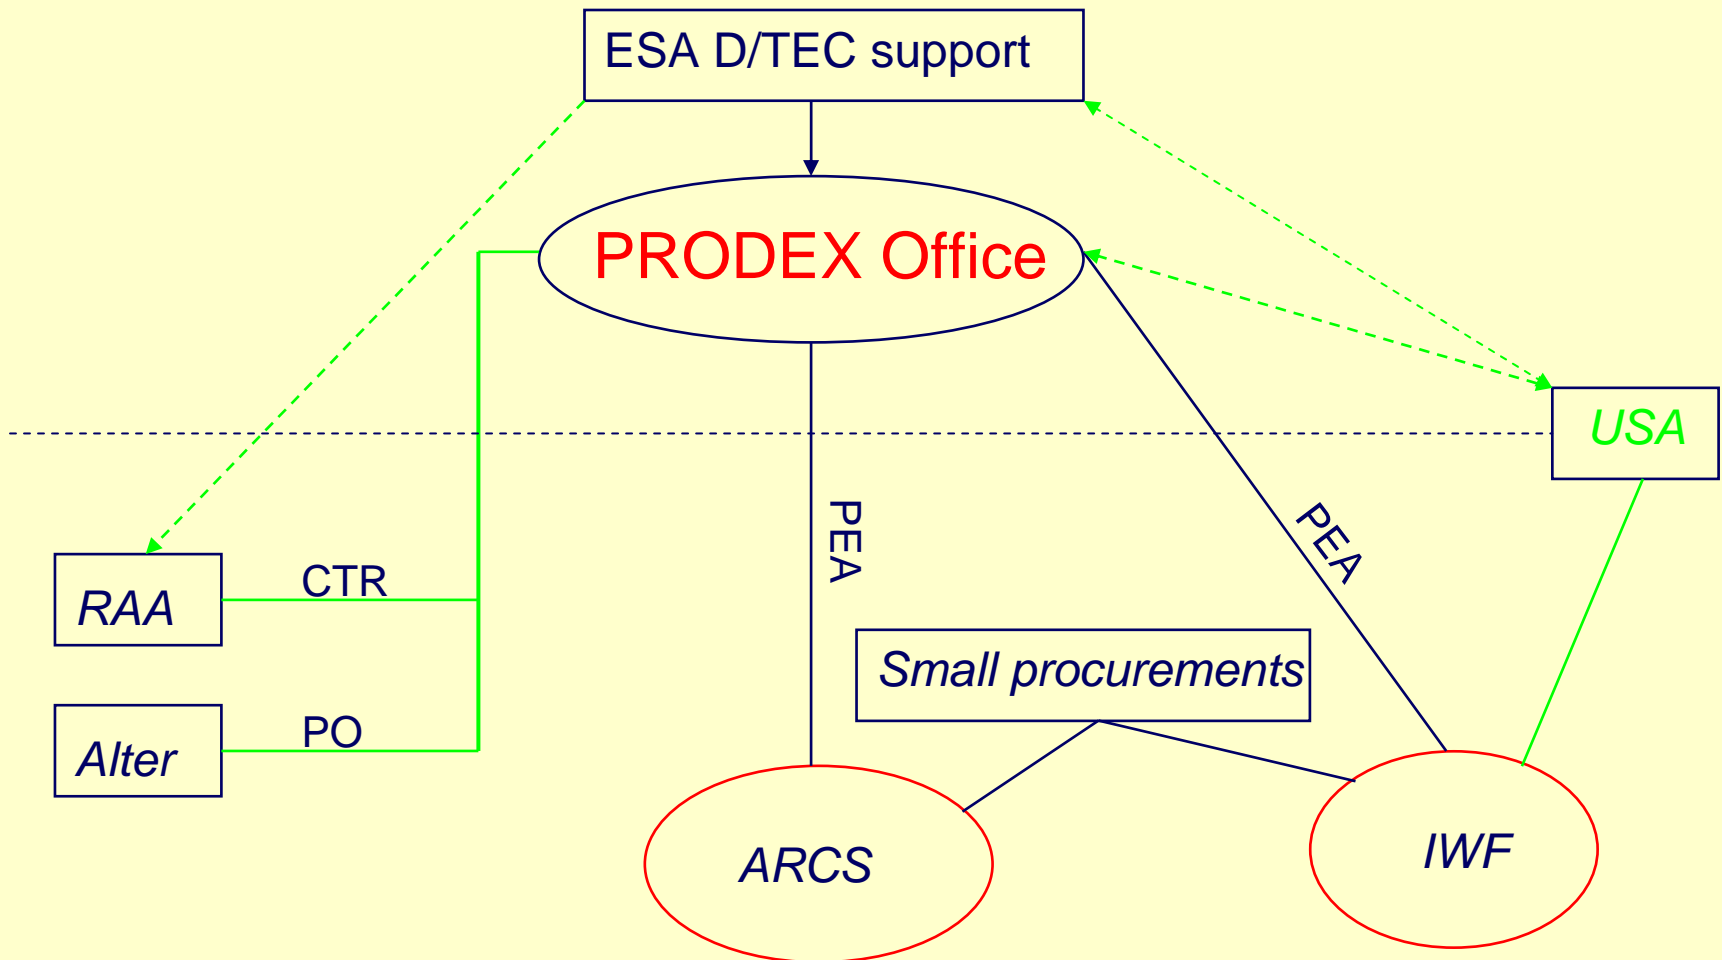 ESA D/TEC support
PRODEX Office
USA
PEA
PEA
CTR
RAA
Small procurements
PO
Alter
ARCS
IWF